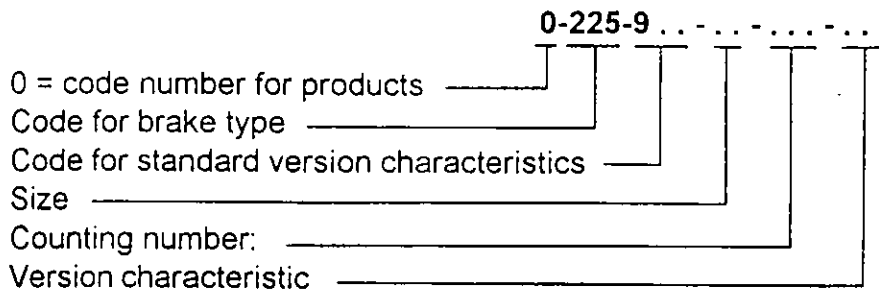 0-225-9 . . - . . - . . . - . .
0 = code number for products
Code for brake type
Code for standard version characteristics
Size
Counting number:
Version characteristic